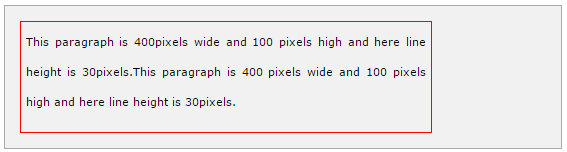 This paragraph is 400pixels wide and 100 pixels high and here line
height is 30pixels.This paragraph is 400 pixels wide and 100 pixels
high and here line height is 30pixels.